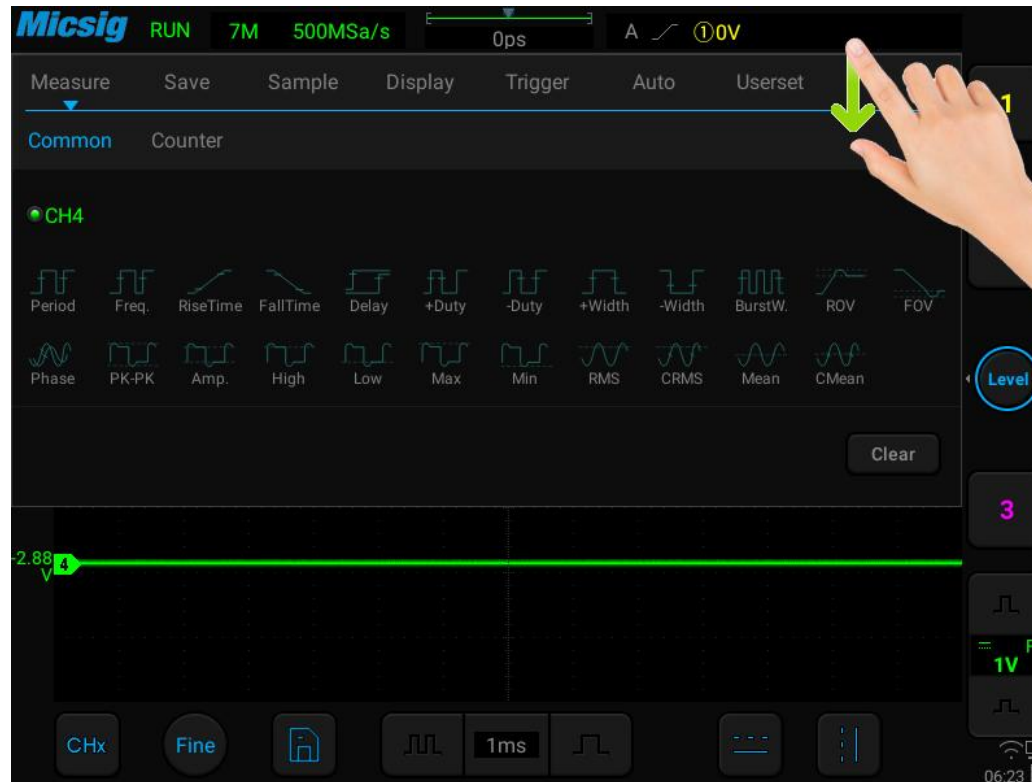 Micsig RUN 7M 500MSa/s 0ps A ①0V
Measure Save Sample Display Trigger Auto Userset
1
Common Counter
CH4
Period Freq. RiseTime FallTime Delay +Duty -Duty +Width -Width BurstW. ROV FOV
Phase PK-PK Amp. High Low Max Min RMS CRMS Mean CMean
Level
Clear
3
-2.88
V
4
1V
CHx Fine 1ms
06:23